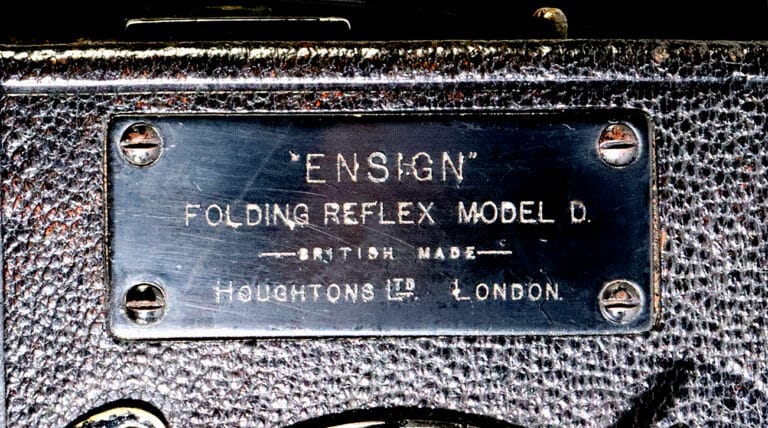 "ENSIGN"
FOLDING REFLEX MODEL D.
—BRITISH MADE—
HOUGHTONS LTD. LONDON.